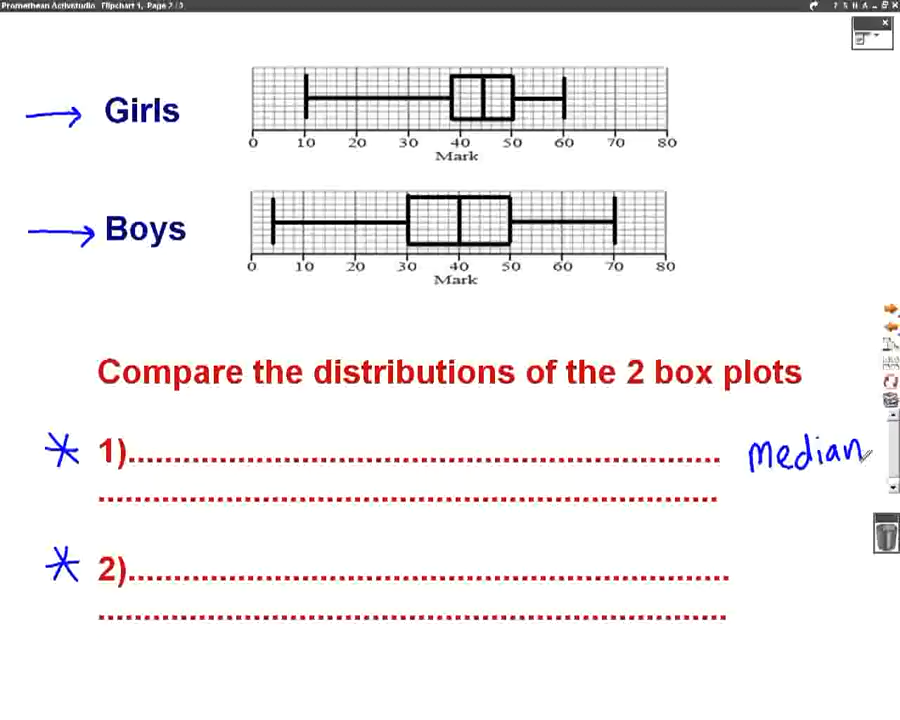 Promethean Activstudio Flipchart 1, Page 2/3
Girls
0 10 20 30 40 50 60 70 80
Mark
Boys
0 10 20 30 40 50 60 70 80
Mark
Compare the distributions of the 2 box plots
* 1)........................................................................ median
...........................................................................
* 2)........................................................................
...........................................................................